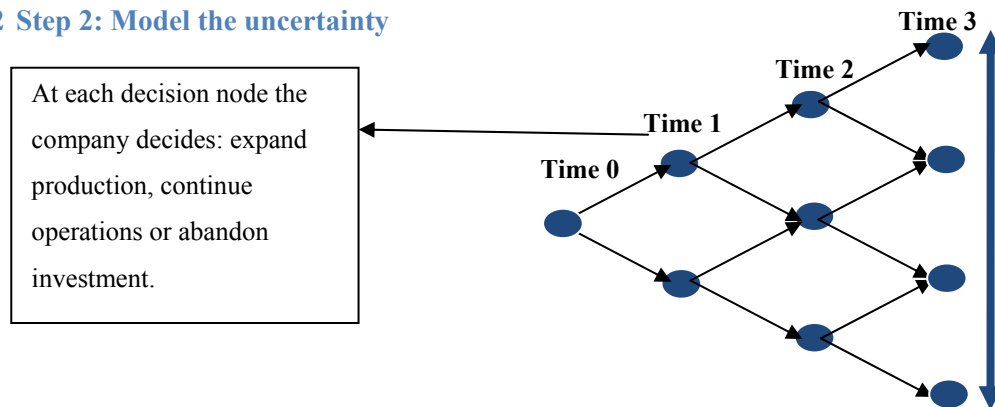 2 Step 2: Model the uncertainty
Time 3
Time 2
At each decision node the
company decides: expand
Time 1
production, continue
Time 0
operations or abandon
investment.